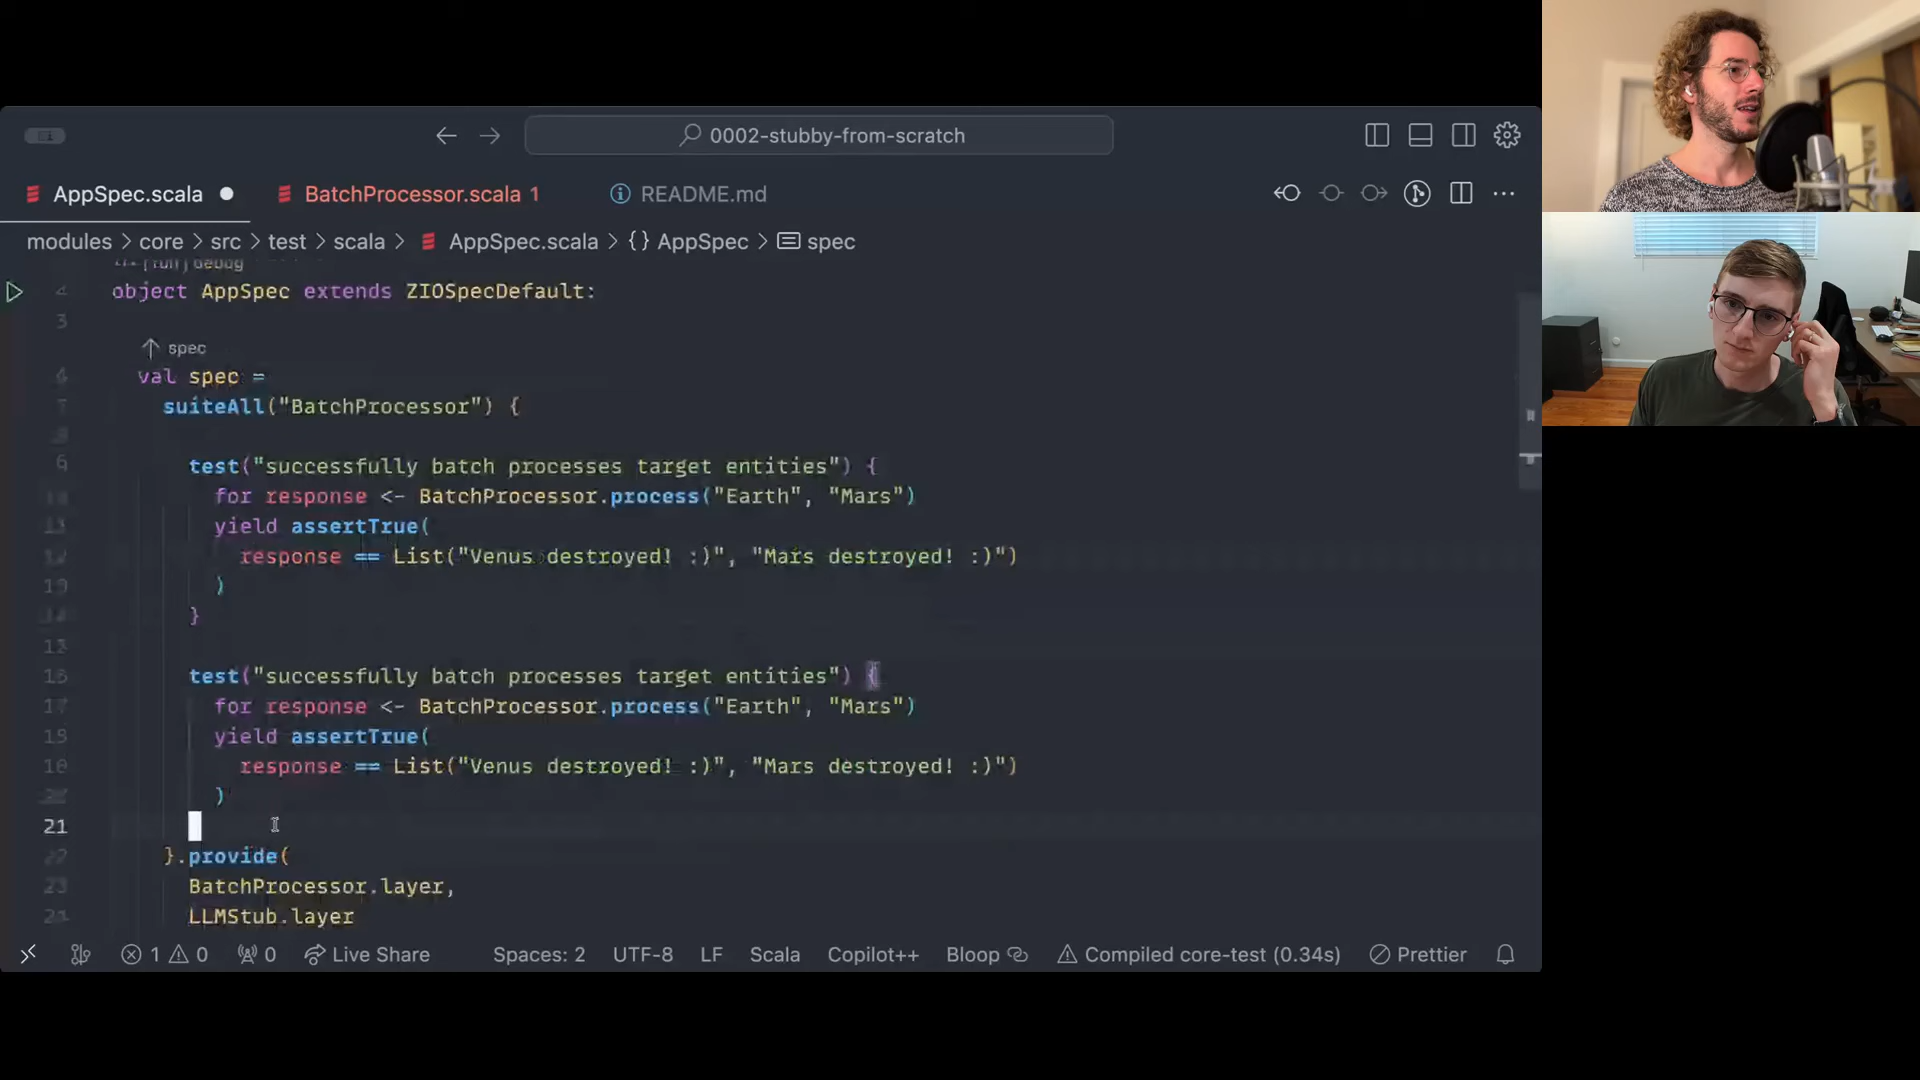 0002-stubby-from-scratch
AppSpec.scala
BatchProcessor.scala 1
README.md
modules > core > src > test > scala > AppSpec.scala > {} AppSpec > spec
object AppSpec extends ZIOSpecDefault:
spec
val spec =
suiteAll("BatchProcessor") {
test("successfully batch processes target entities") {
for response <- BatchProcessor.process("Earth", "Mars")
yield assertTrue(
response == List("Venus destroyed! :)", "Mars destroyed! :)")
)
}
test("successfully batch processes target entities") {
for response <- BatchProcessor.process("Earth", "Mars")
yield assertTrue(
response == List("Venus destroyed! :)", "Mars destroyed! :)")
)
21
}.provide(
BatchProcessor.layer,
LLMStub.layer
1 0 0 Live Share Spaces: 2 UTF-8 LF Scala Copilot++ Bloop Compiled core-test (0.34s) Prettier